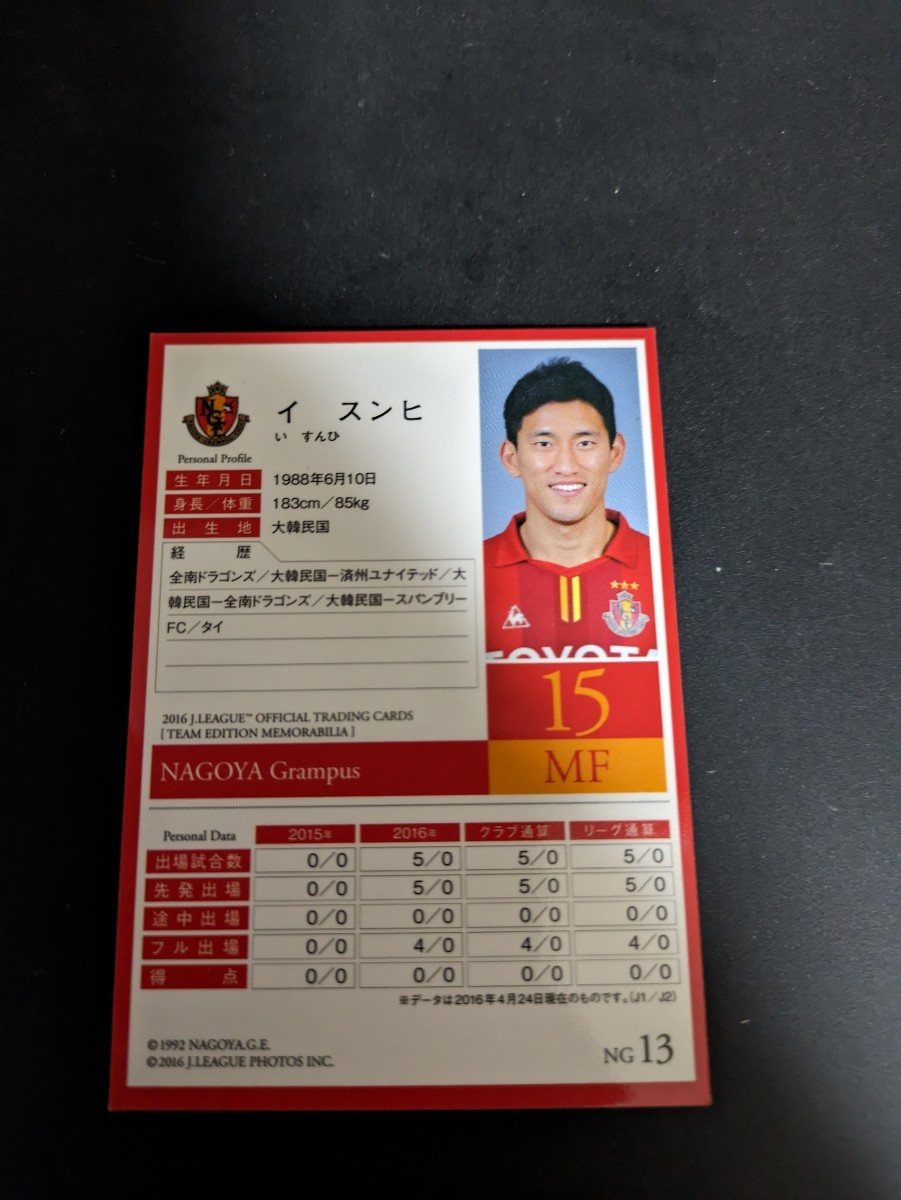 イ スンヒ
い すんひ
Personal Profile
生年月日 1988年6月10日
身長／体重 183cm／85kg
出生地 大韓民国
経歴
全南ドラゴンズ／大韓民国ー済州ユナイテッド／大
韓民国ー全南ドラゴンズ／大韓民国ースパンブリー
FC／タイ
TOYOTA
15
MF
2016 J.LEAGUE™ OFFICIAL TRADING CARDS
[ TEAM EDITION MEMORABILIA ]
NAGOYA Grampus
Personal Data 2015年 2016年 クラブ通算 リーグ通算
出場試合数 0／0 5／0 5／0 5／0
先発出場 0／0 5／0 5／0 5／0
途中出場 0／0 0／0 0／0 0／0
フル出場 0／0 4／0 4／0 4／0
得点 0／0 0／0 0／0 0／0
※データは2016年4月24日現在のものです。(J1／J2)
©1992 NAGOYA.G.E.
©2016 J.LEAGUE PHOTOS INC.
NG 13